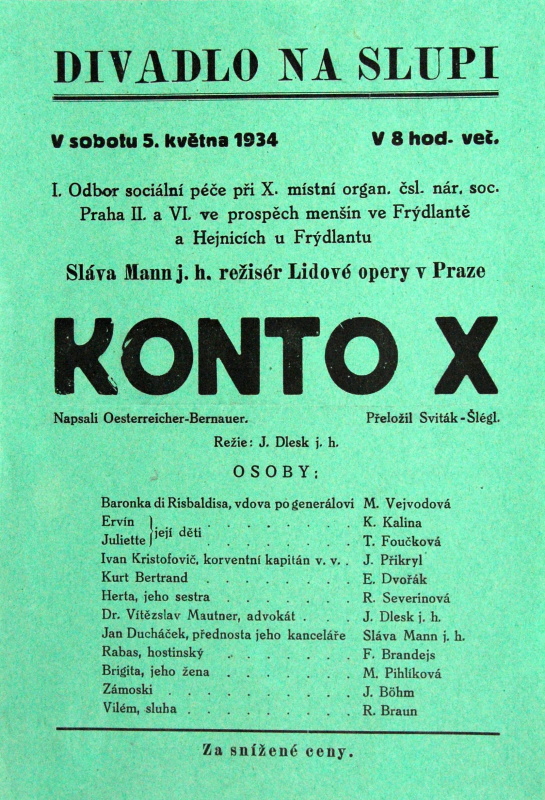 DIVADLO NA SLUPI
V sobotu 5. května 1934 V 8 hod. več.
I. Odbor sociální péče při X. místní organ. čsl. nár. soc.
Praha II. a VI. ve prospěch menšin ve Frýdlantě
a Hejnicích u Frýdlantu
Sláva Mann j. h. režisér Lidové opery v Praze
KONTO X
Napsali Oesterreicher-Bernauer. Přeložil Sviták-Šlégl.
Režie: J. Dlesk j. h.
OSOBY:
Baronka di Risbaldisa, vdova po generálovi M. Vejvodová
Ervín } její děti . . . . . . . K. Kalina
Juliette } T. Foučková
Ivan Kristofovič, korventní kapitán v. v. . J. Přikryl
Kurt Bertrand . . . . . . . E. Dvořák
Herta, jeho sestra . . . . . . . R. Severinová
Dr. Vítězslav Mautner, advokát . . . J. Dlesk j. h.
Jan Ducháček, přednosta jeho kanceláře Sláva Mann j. h.
Rabas, hostinský . . . . . . . F. Brandejs
Brigita, jeho žena . . . . . . . M. Pihliková
Zámoski . . . . . . . . . J. Böhm
Vilém, sluha . . . . . . . . R. Braun
Za snížené ceny.